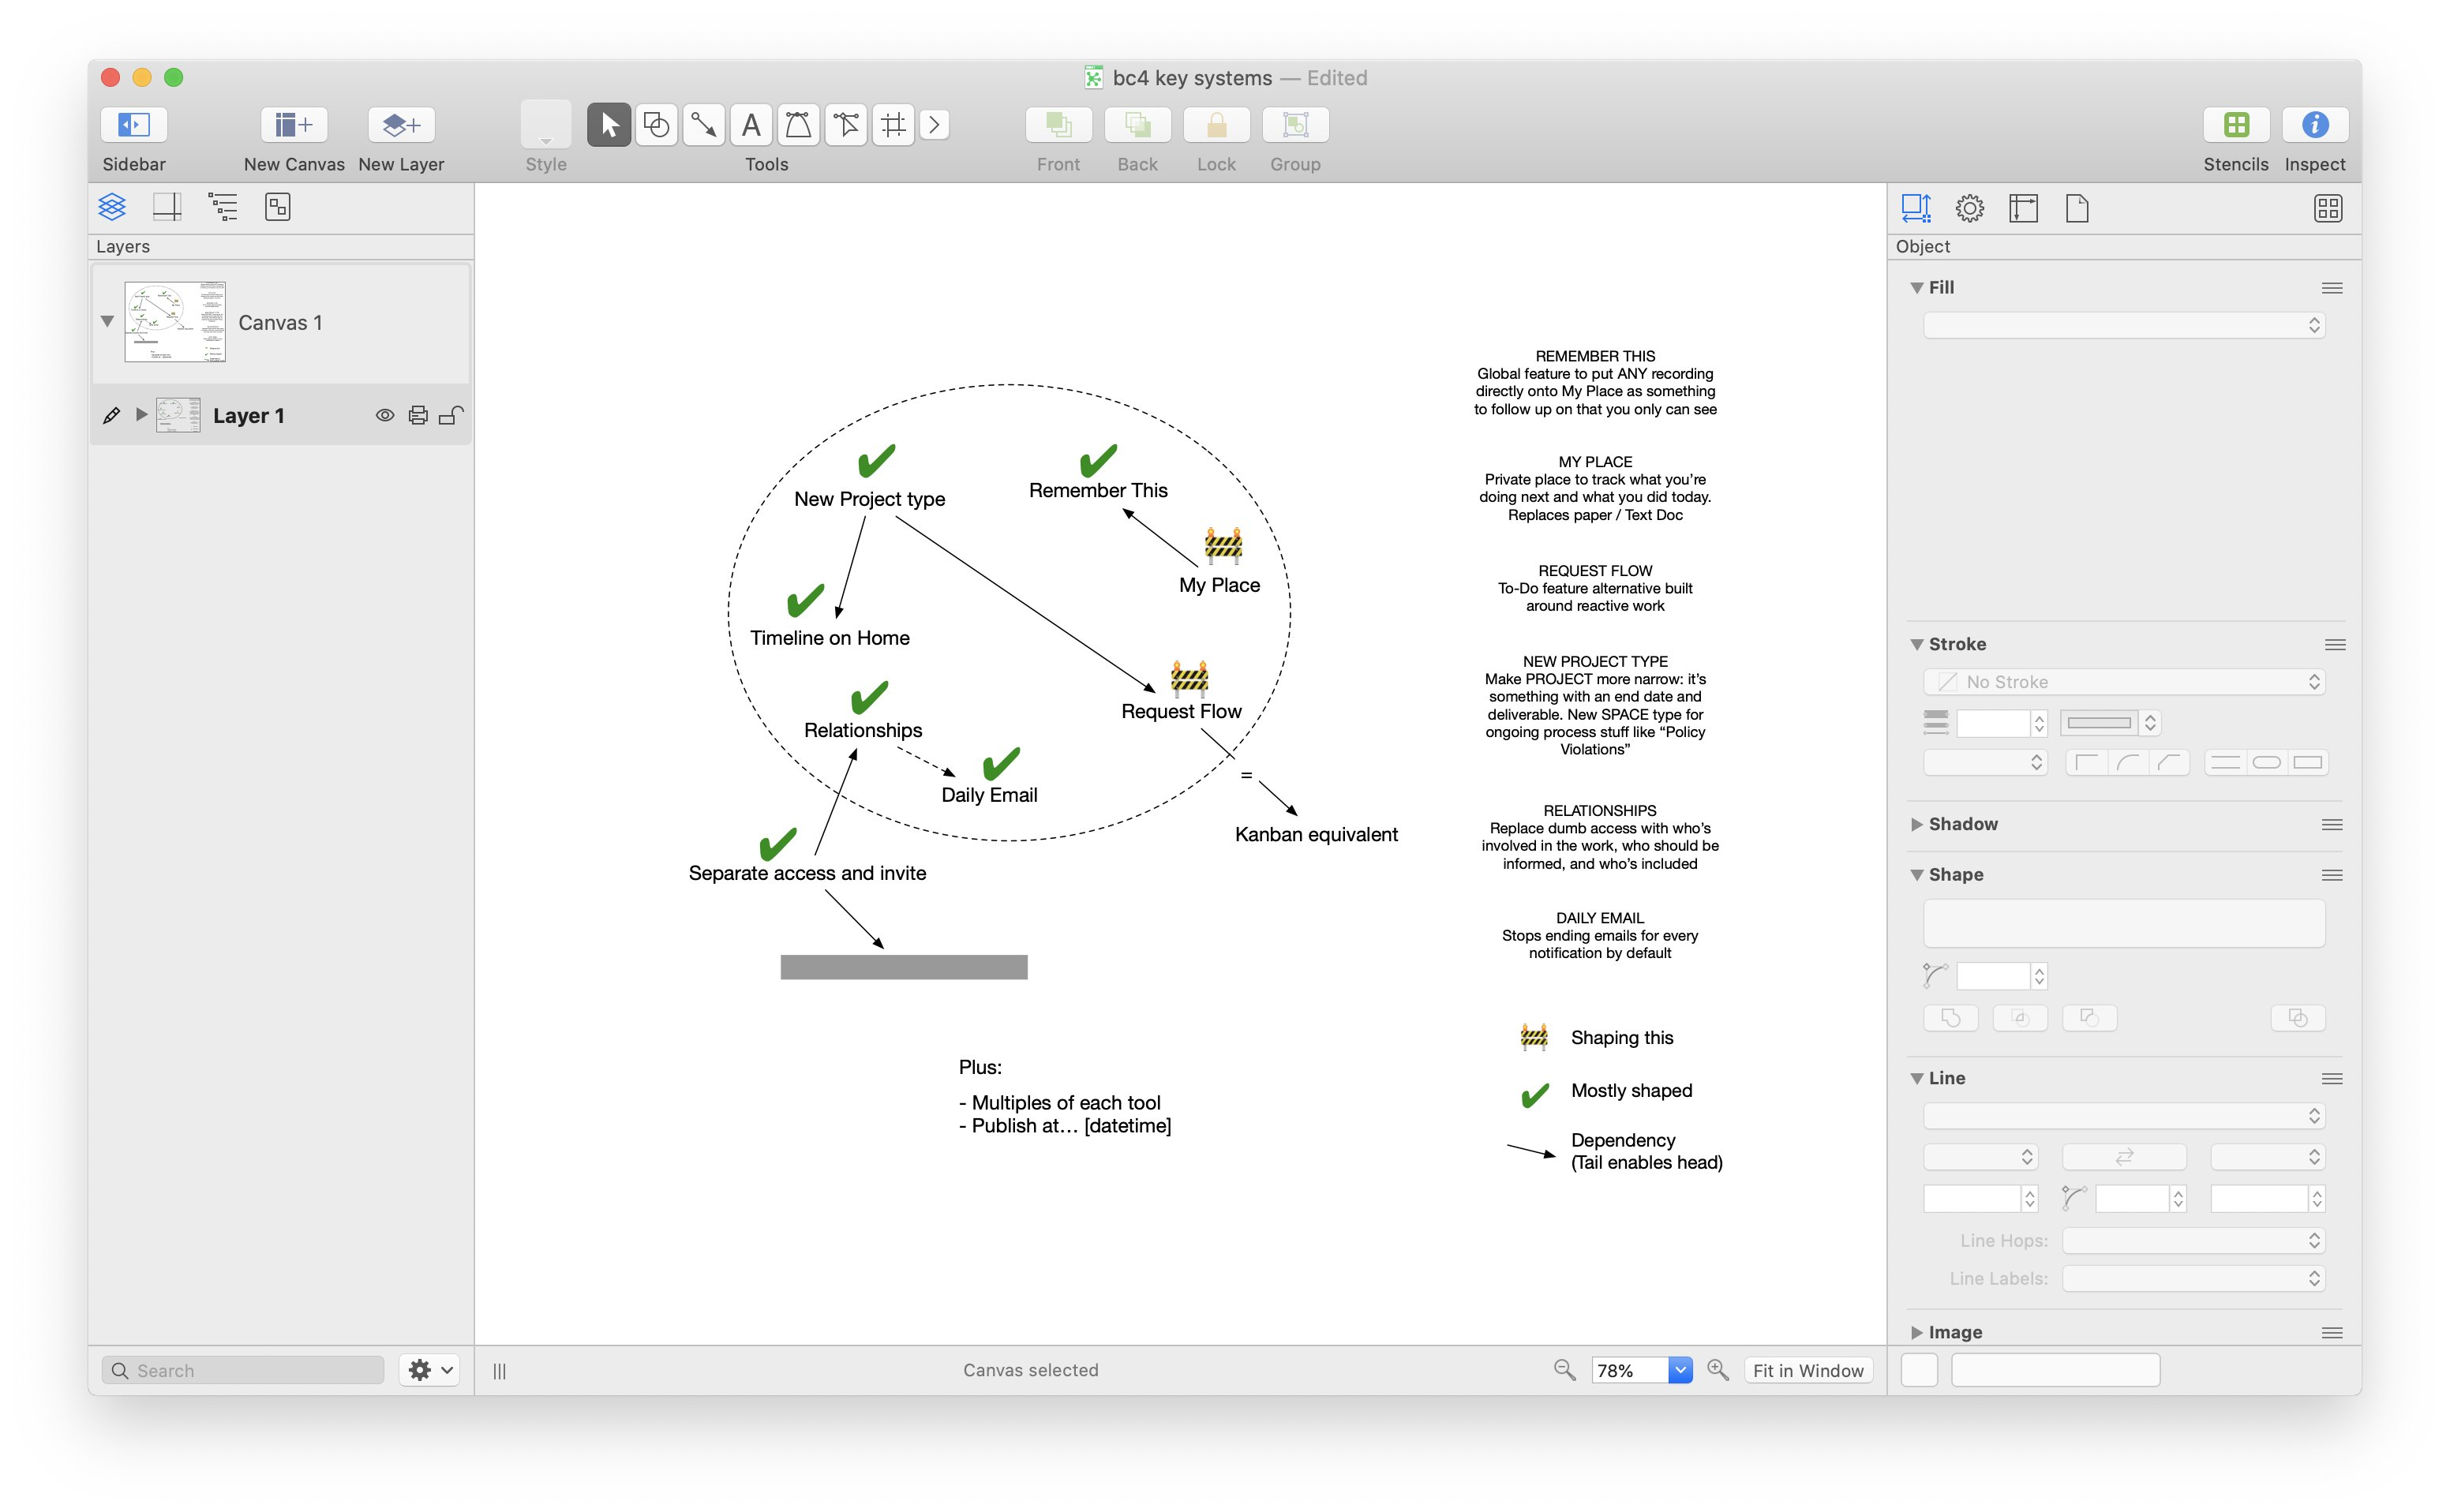 bc4 key systems — Edited
Sidebar
New Canvas
New Layer
Style
Tools
Front
Back
Lock
Group
Stencils
Inspect
Layers
Canvas 1
Layer 1
New Project type
Remember This
My Place
Timeline on Home
Request Flow
Relationships
Daily Email
=
Kanban equivalent
Separate access and invite
Plus:
- Multiples of each tool
- Publish at… [datetime]
REMEMBER THIS
Global feature to put ANY recording
directly onto My Place as something
to follow up on that you only can see
MY PLACE
Private place to track what you’re
doing next and what you did today.
Replaces paper / Text Doc
REQUEST FLOW
To-Do feature alternative built
around reactive work
NEW PROJECT TYPE
Make PROJECT more narrow: it’s
something with an end date and
deliverable. New SPACE type for
ongoing process stuff like “Policy
Violations”
RELATIONSHIPS
Replace dumb access with who’s
involved in the work, who should be
informed, and who’s included
DAILY EMAIL
Stops ending emails for every
notification by default
Shaping this
Mostly shaped
Dependency
(Tail enables head)
Object
Fill
Stroke
No Stroke
Shadow
Shape
Line
Line Hops:
Line Labels:
Image
Search
Canvas selected
78%
Fit in Window